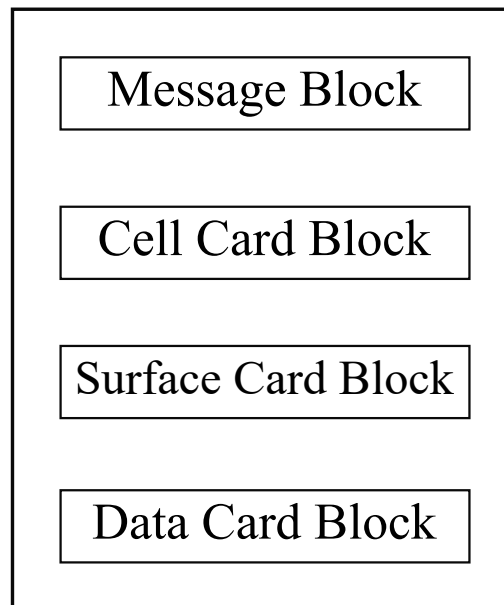 Message Block
Cell Card Block
Surface Card Block
Data Card Block